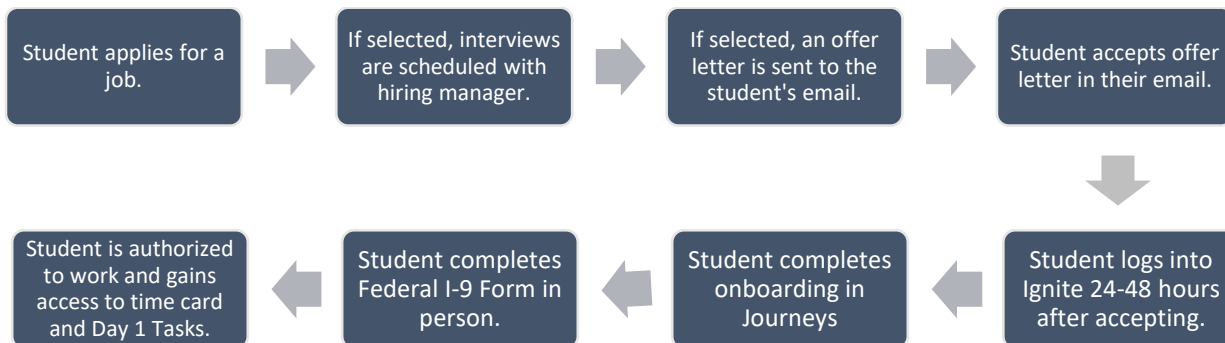 Student applies for a
job.
If selected, interviews
are scheduled with
hiring manager.
If selected, an offer
letter is sent to the
student's email.
Student accepts offer
letter in their email.
Student logs into
Ignite 24-48 hours
after accepting.
Student completes
onboarding in
Journeys
Student completes
Federal I-9 Form in
person.
Student is authorized
to work and gains
access to time card
and Day 1 Tasks.